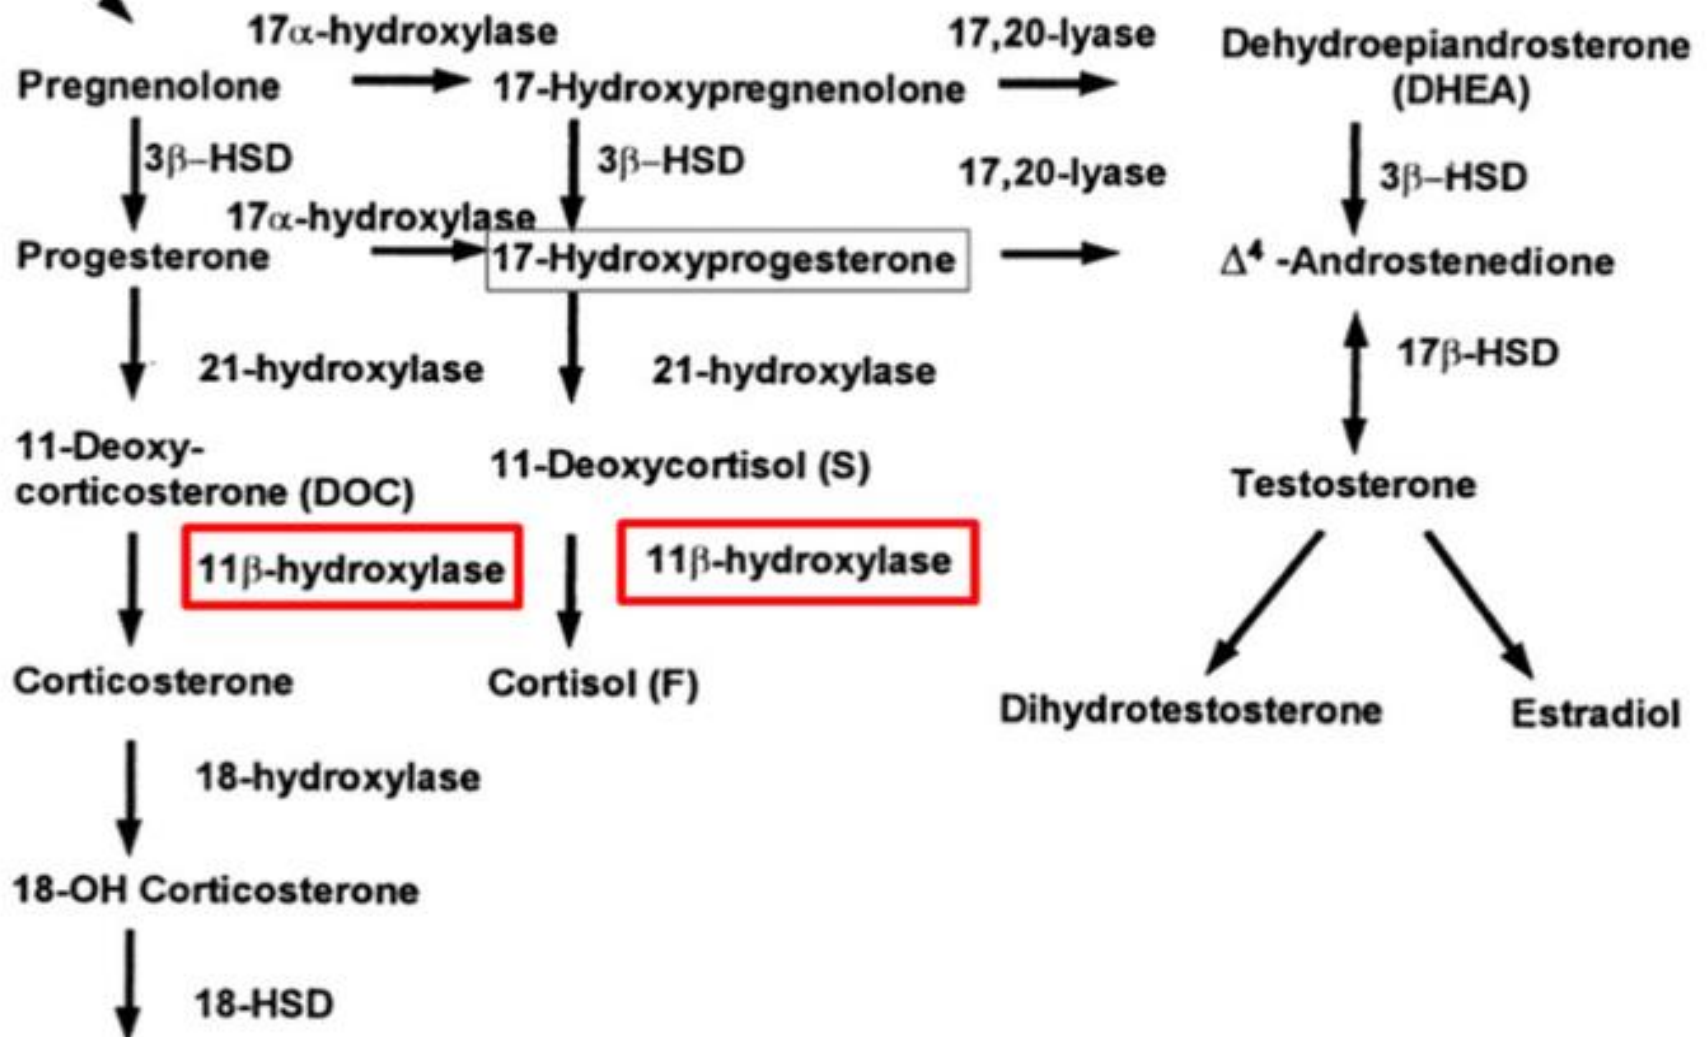 17α-hydroxylase
17,20-lyase
Dehydroepiandrosterone
(DHEA)
Pregnenolone
17-Hydroxypregnenolone
3β–HSD
3β–HSD
17,20-lyase
3β–HSD
17α-hydroxylase
Progesterone
17-Hydroxyprogesterone
Δ⁴ -Androstenedione
17β-HSD
21-hydroxylase
21-hydroxylase
11-Deoxy-
corticosterone (DOC)
11-Deoxycortisol (S)
Testosterone
11β-hydroxylase
11β-hydroxylase
Corticosterone
Cortisol (F)
Dihydrotestosterone
Estradiol
18-hydroxylase
18-OH Corticosterone
18-HSD